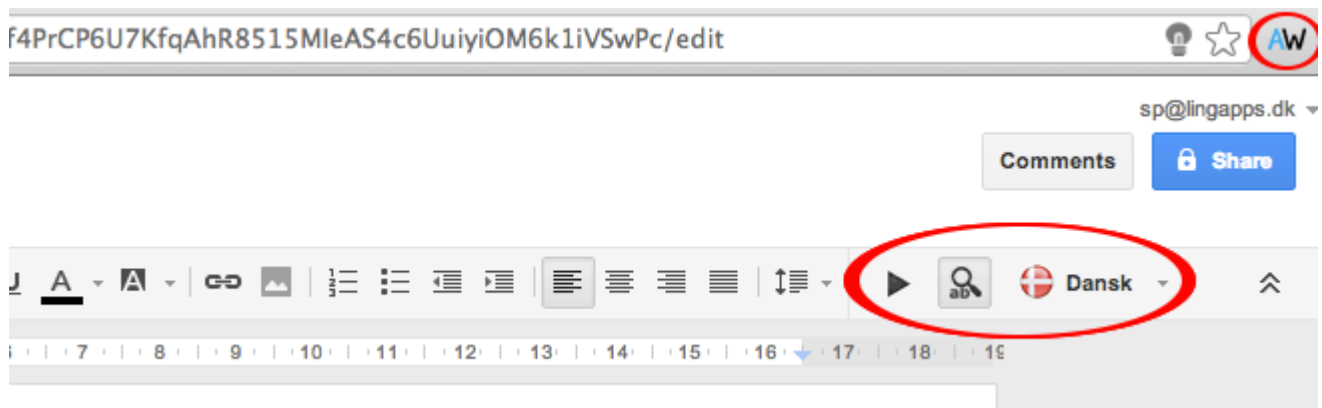 f4PrCP6U7KfqAhR8515MIeAS4c6UuiyiOM6k1iVSwPc/edit AW
sp@lingapps.dk
Comments Share
U A A ab Dansk
7 8 9 10 11 12 13 14 15 16 17 18 19